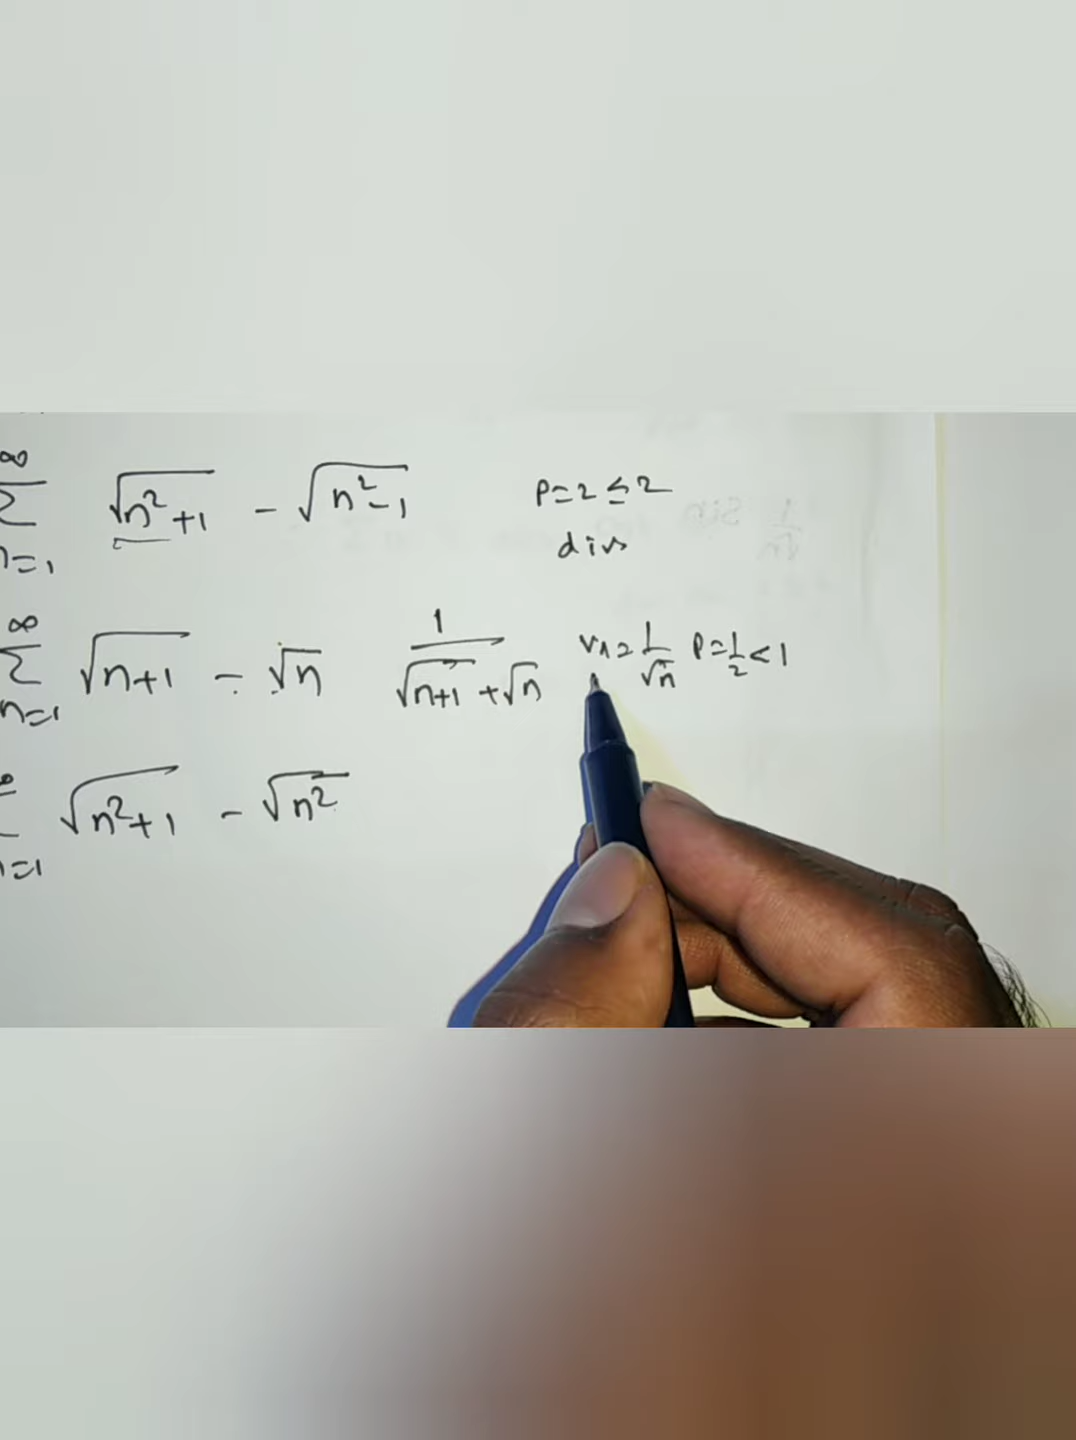 ∞ Σ n=1 √n²+1 - √n²-1 P=2≤2
div
∞ Σ n=1 √n+1 - √n 1/(√n+1 + √n) vn=1/√n P=1/2<1
Σ n=1 √n²+1 - √n²